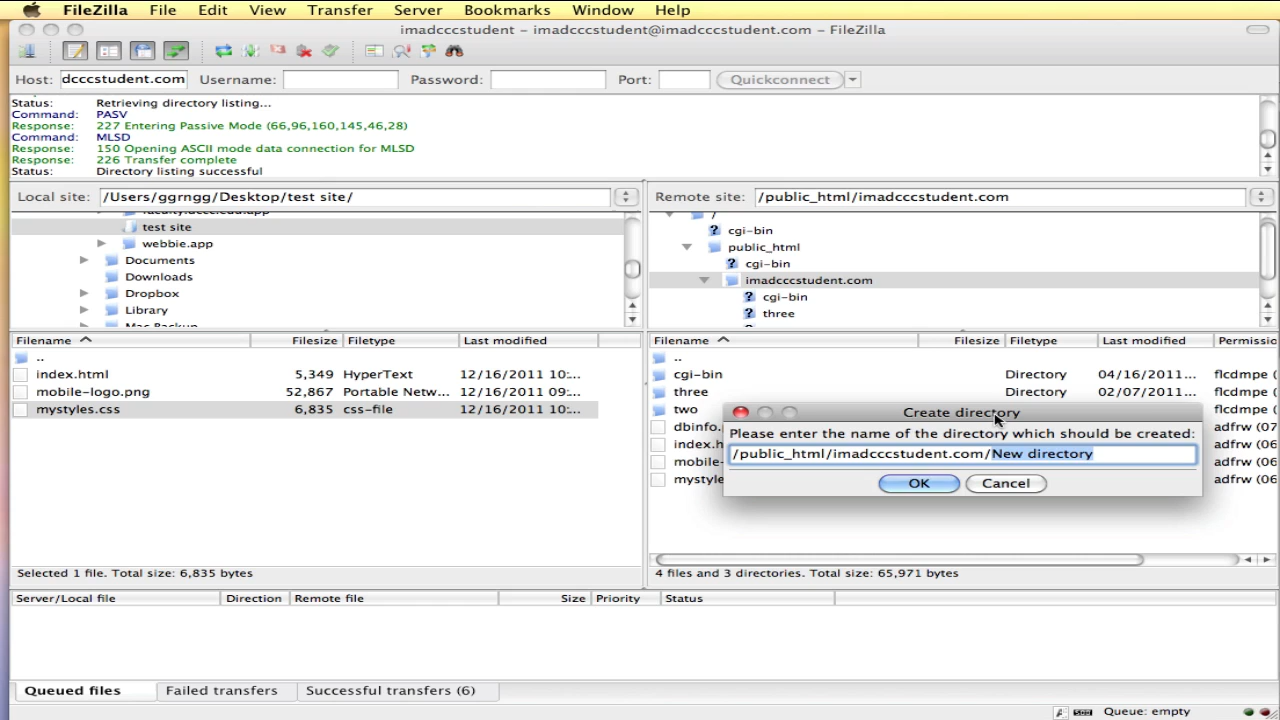 FileZilla File Edit View Transfer Server Bookmarks Window Help
imadcccstudent - imadcccstudent@imadcccstudent.com - FileZilla
Host: dcccstudent.com Username: Password: Port: Quickconnect
Status: Retrieving directory listing...
Command: PASV
Response: 227 Entering Passive Mode (66,96,160,145,46,28)
Command: MLSD
Response: 150 Opening ASCII mode data connection for MLSD
Response: 226 Transfer complete
Status: Directory listing successful
Local site: /Users/ggrngg/Desktop/test site/
test site
webbie.app
Documents
Downloads
Dropbox
Library
Remote site: /public_html/imadcccstudent.com
/
? cgi-bin
public_html
? cgi-bin
imadcccstudent.com
? cgi-bin
? three
Filename Filesize Filetype Last modified
..
index.html 5,349 HyperText 12/16/2011 10:...
mobile-logo.png 52,867 Portable Netw... 12/16/2011 09:...
mystyles.css 6,835 css-file 12/16/2011 10:...
Selected 1 file. Total size: 6,835 bytes
Filename Filesize Filetype Last modified Permissio
..
cgi-bin Directory 04/16/2011... flcdmpe (0
three Directory 02/07/2011... flcdmpe (0
two
dbinfo. adfrw (07
index.h adfrw (06
mobile- adfrw (06
mystyle adfrw (06
Create directory
Please enter the name of the directory which should be created:
/public_html/imadcccstudent.com/New directory
OK Cancel
4 files and 3 directories. Total size: 65,971 bytes
Server/Local file Direction Remote file Size Priority Status
Queued files Failed transfers Successful transfers (6)
Queue: empty